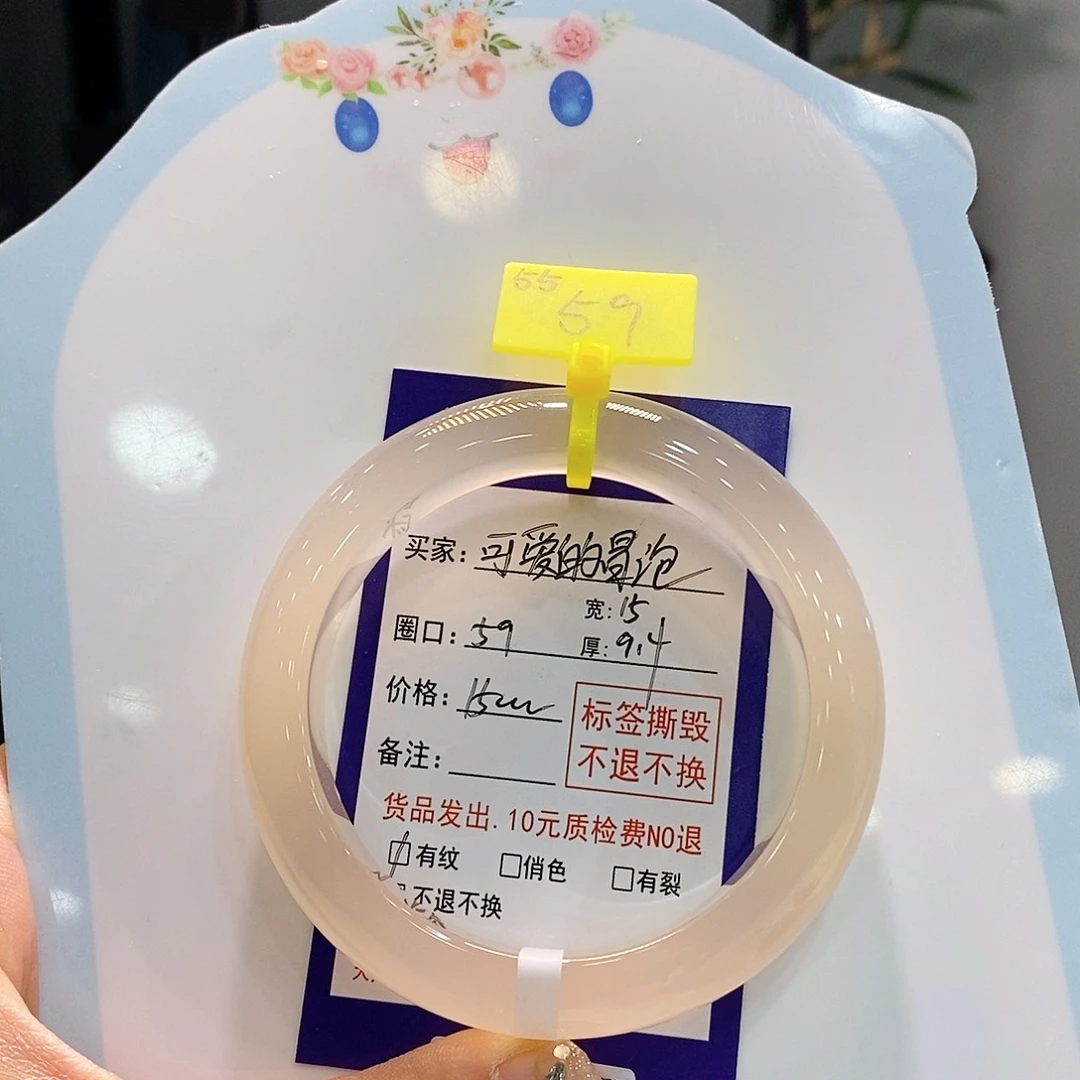 55
59
买家：可爱的冒泡
宽：15
圈口：59
厚：9.4
价格：
备注：
标签撕毁
不退不换
货品发出.10元质检费NO退
有纹 □俏色 □有裂
不退不换